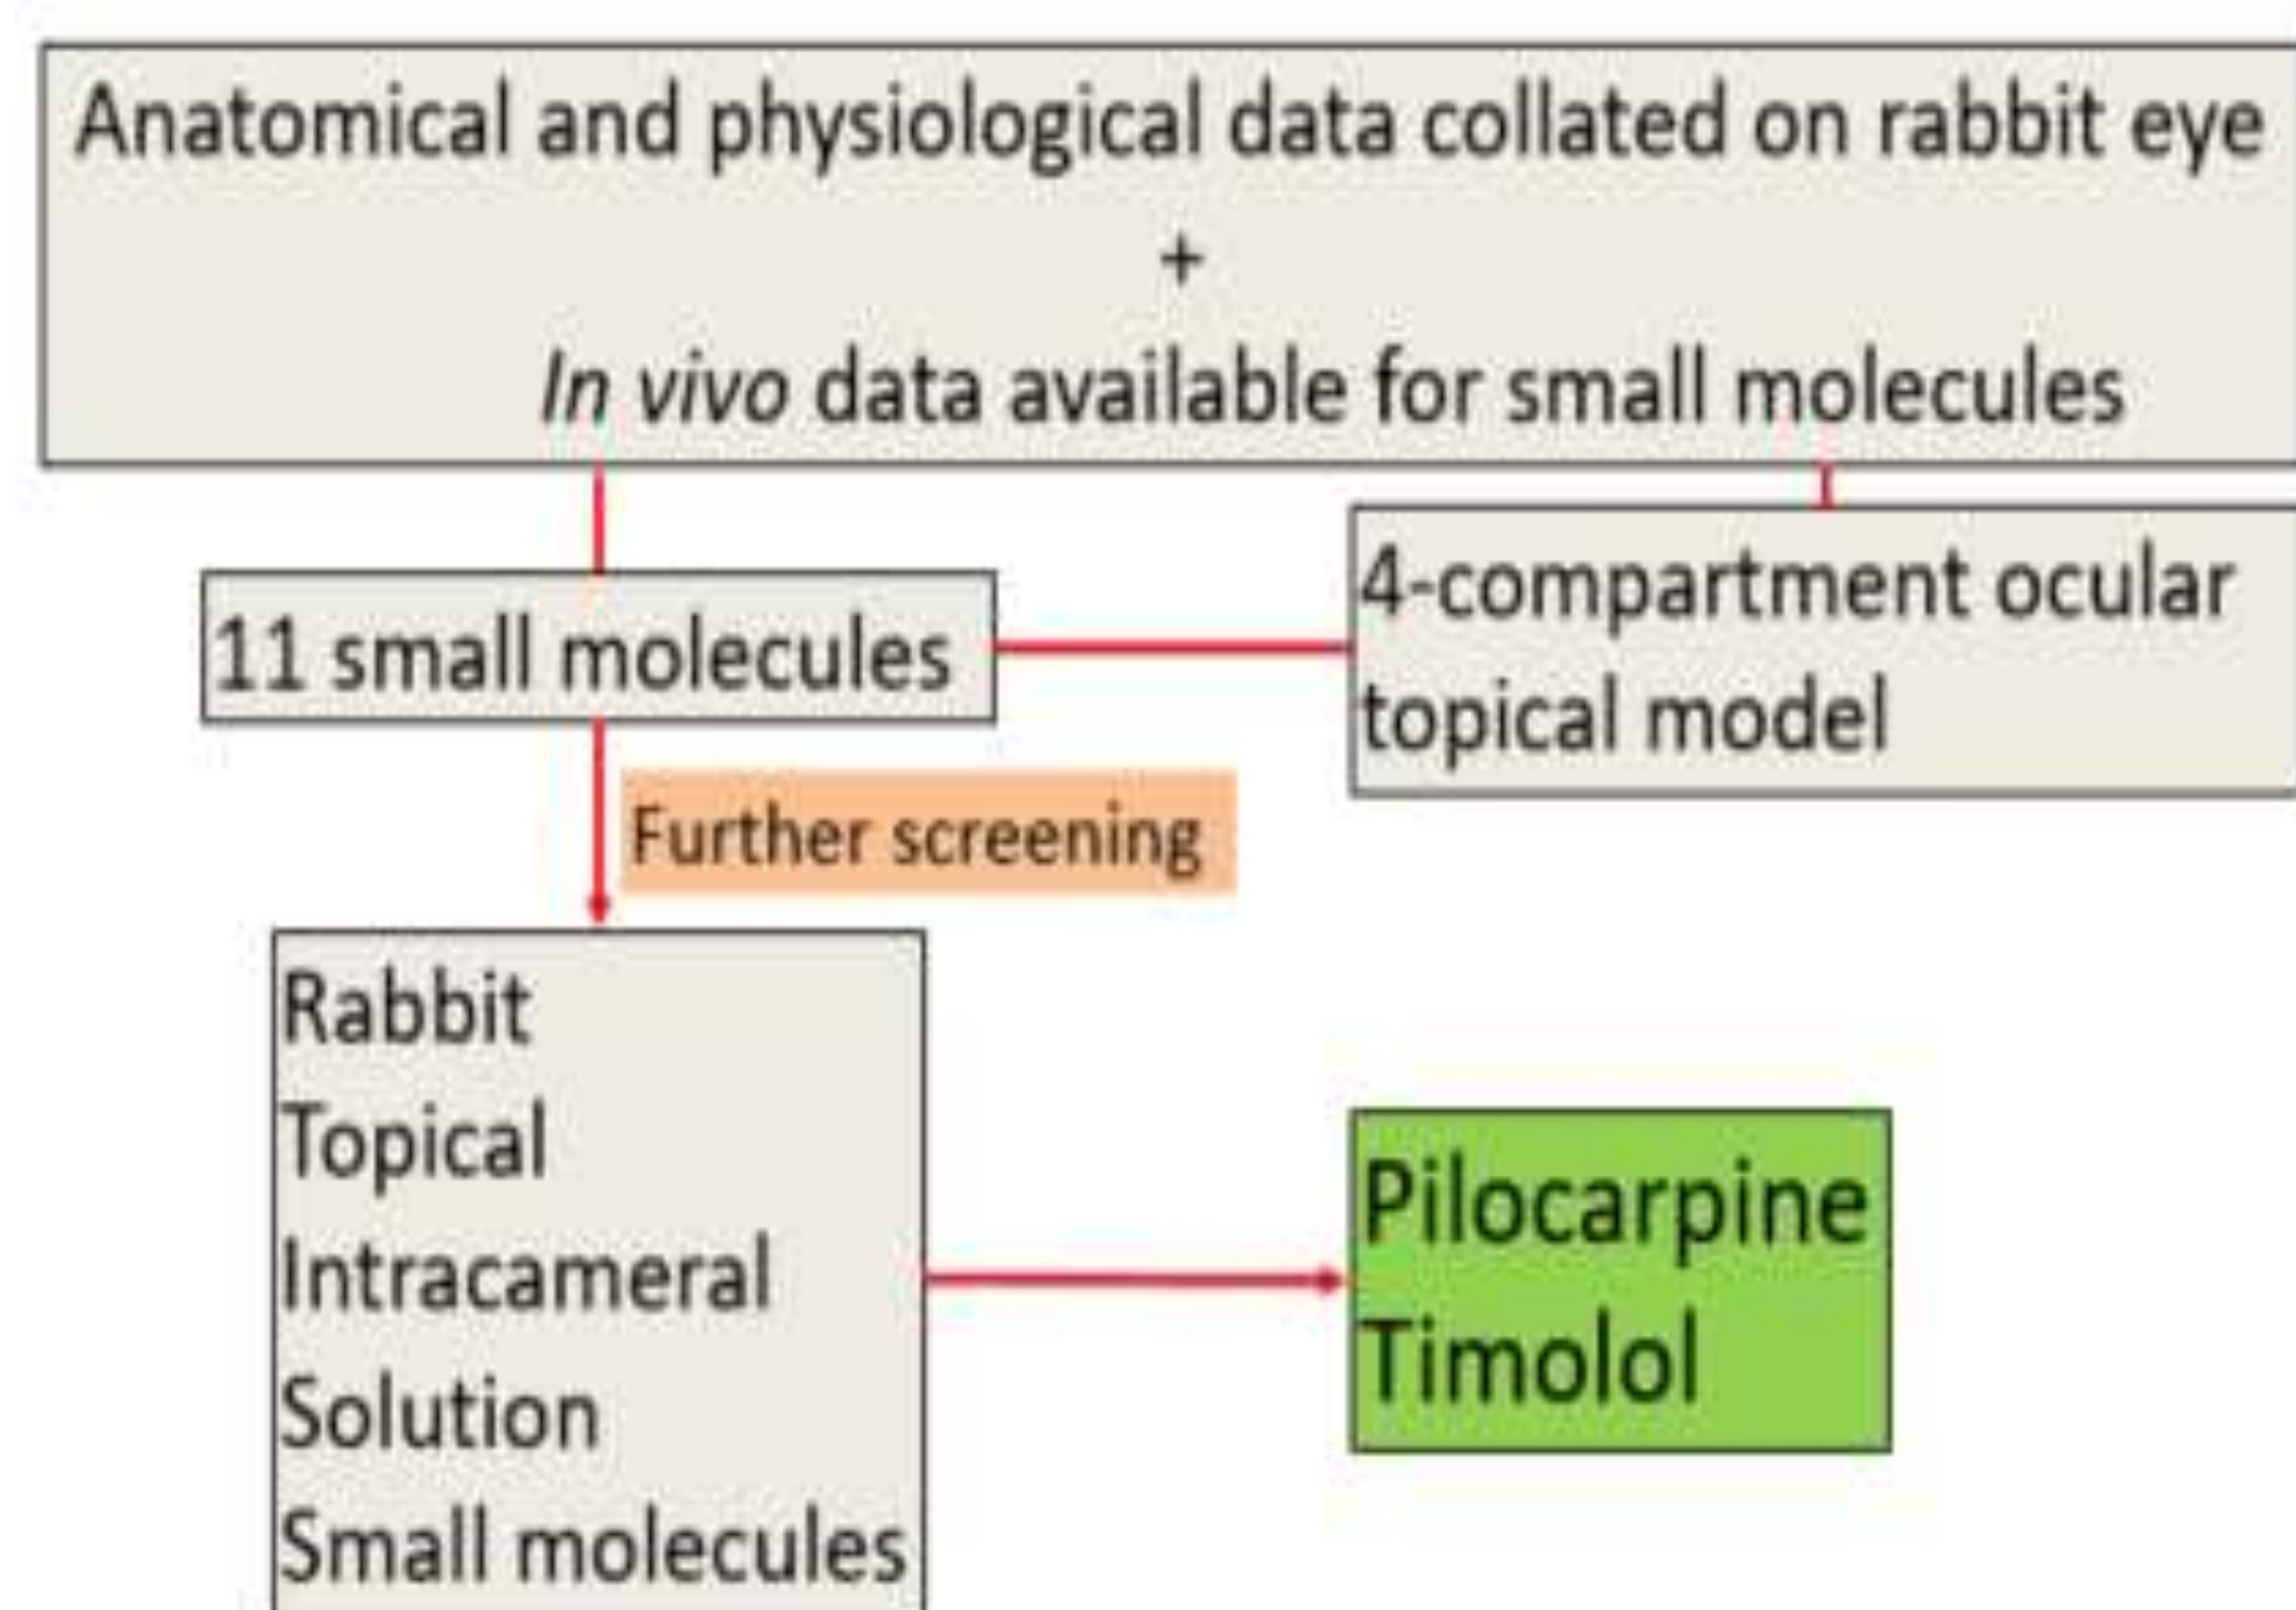 Anatomical and physiological data collated on rabbit eye
+
In vivo data available for small molecules
11 small molecules
4-compartment ocular
topical model
Further screening
Rabbit
Topical
Intracameral
Solution
Small molecules
Pilocarpine
Timolol